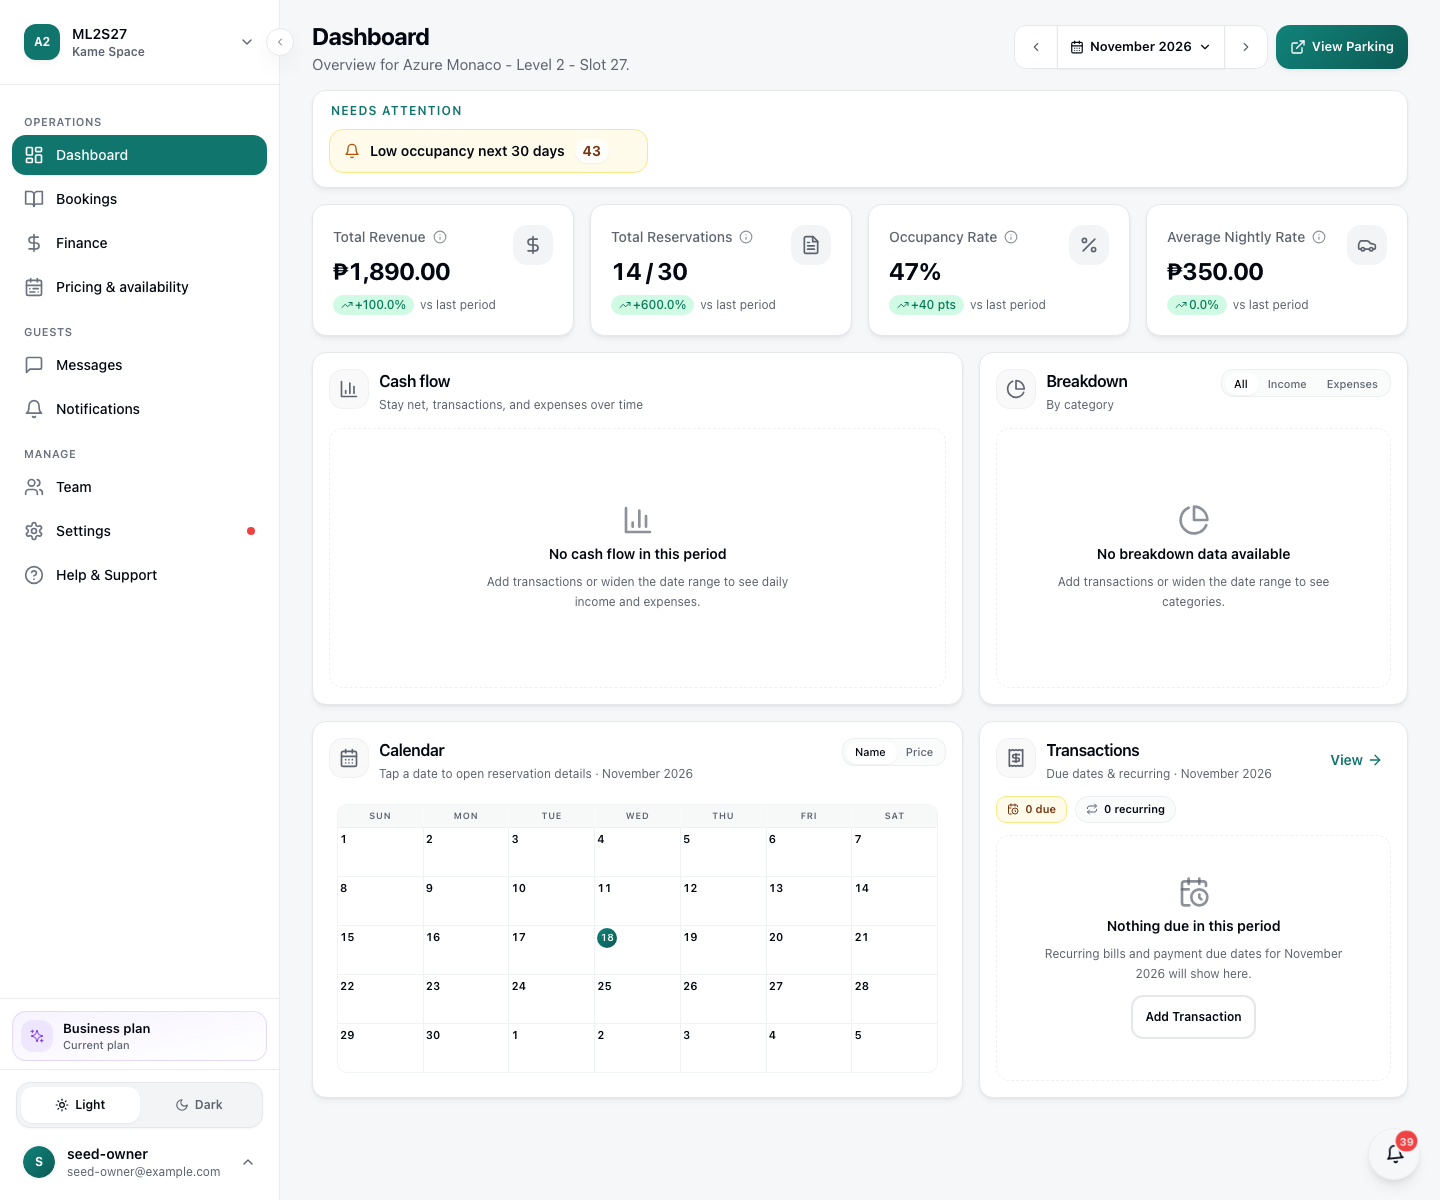 A2
ML2S27
Kame Space
OPERATIONS
Dashboard
Bookings
Finance
Pricing & availability
GUESTS
Messages
Notifications
MANAGE
Team
Settings
Help & Support
Business plan
Current plan
Light
Dark
S
seed-owner
seed-owner@example.com
Dashboard
Overview for Azure Monaco - Level 2 - Slot 27.
November 2026
View Parking
NEEDS ATTENTION
Low occupancy next 30 days 43
Total Revenue
₱1,890.00
+100.0% vs last period
Total Reservations
14 / 30
+600.0% vs last period
Occupancy Rate
47%
+40 pts vs last period
Average Nightly Rate
₱350.00
0.0% vs last period
Cash flow
Stay net, transactions, and expenses over time
No cash flow in this period
Add transactions or widen the date range to see daily
income and expenses.
Breakdown
By category
All Income Expenses
No breakdown data available
Add transactions or widen the date range to see
categories.
Calendar
Tap a date to open reservation details · November 2026
Name Price
SUN MON TUE WED THU FRI SAT
1 2 3 4 5 6 7
8 9 10 11 12 13 14
15 16 17 18 19 20 21
22 23 24 25 26 27 28
29 30 1 2 3 4 5
Transactions
Due dates & recurring · November 2026
View
0 due
0 recurring
Nothing due in this period
Recurring bills and payment due dates for November
2026 will show here.
Add Transaction
39